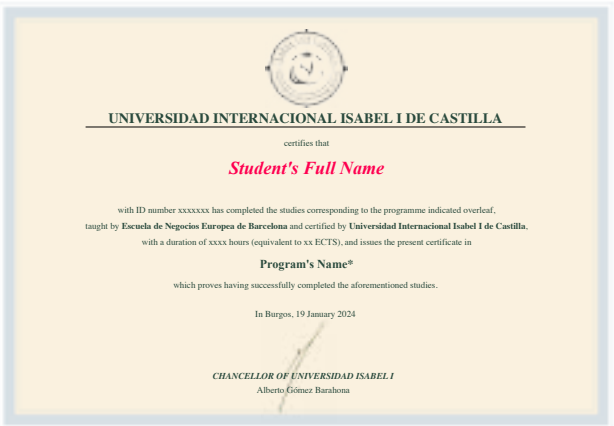 UNIVERSIDAD INTERNACIONAL ISABEL I DE CASTILLA
certifies that
Student's Full Name
with ID number xxxxxxx has completed the studies corresponding to the programme indicated overleaf,
taught by Escuela de Negocios Europea de Barcelona and certified by Universidad Internacional Isabel I de Castilla,
with a duration of xxxx hours (equivalent to xx ECTS), and issues the present certificate in
Program's Name*
which proves having successfully completed the aforementioned studies.
In Burgos, 19 January 2024
CHANCELLOR OF UNIVERSIDAD ISABEL I
Alberto Gómez Barahona